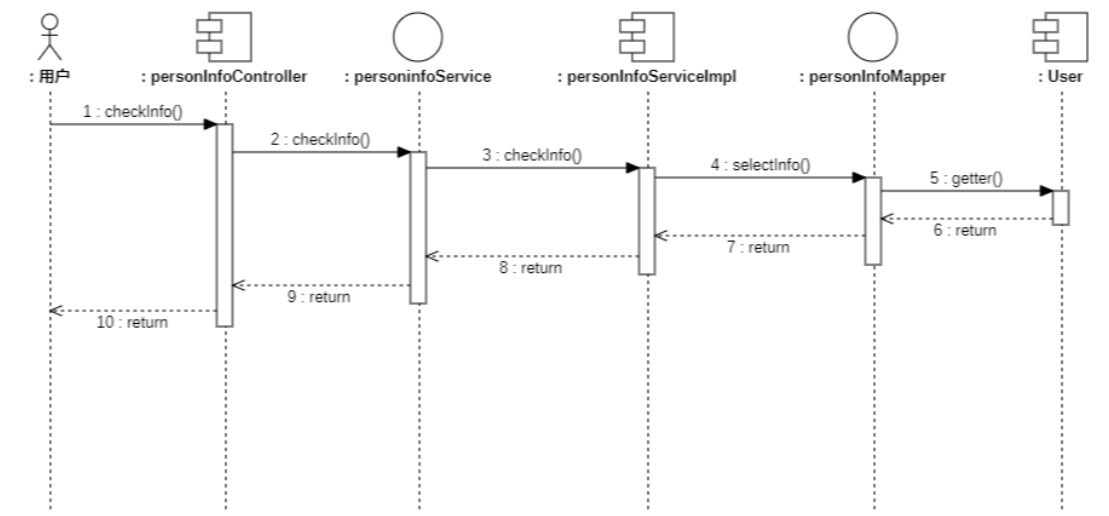 : 用户
: personInfoController
: personinfoService
: personInfoServiceImpl
: personInfoMapper
: User
1 : checkInfo()
2 : checkInfo()
3 : checkInfo()
4 : selectInfo()
5 : getter()
6 : return
7 : return
8 : return
9 : return
10 : return